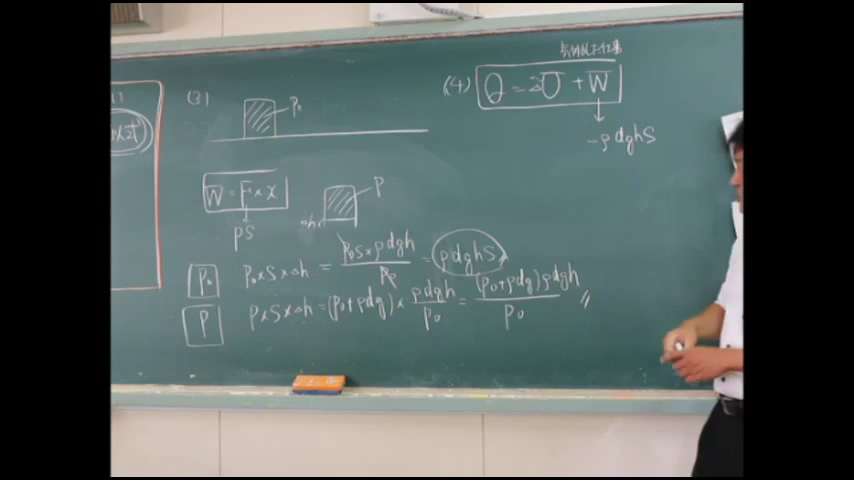 (3)
P₀
W = F × x
pS
P
Δh
P₀
P₀×S×Δh = P₀S × ρdgh / P₀ = ρdghS
P
P×S×Δh = (P₀+ρdg) × ρdgh / P₀ = (P₀+ρdg)ρdgh / P₀ 〃
(4)
Q = ΔU + W
-ρdghS